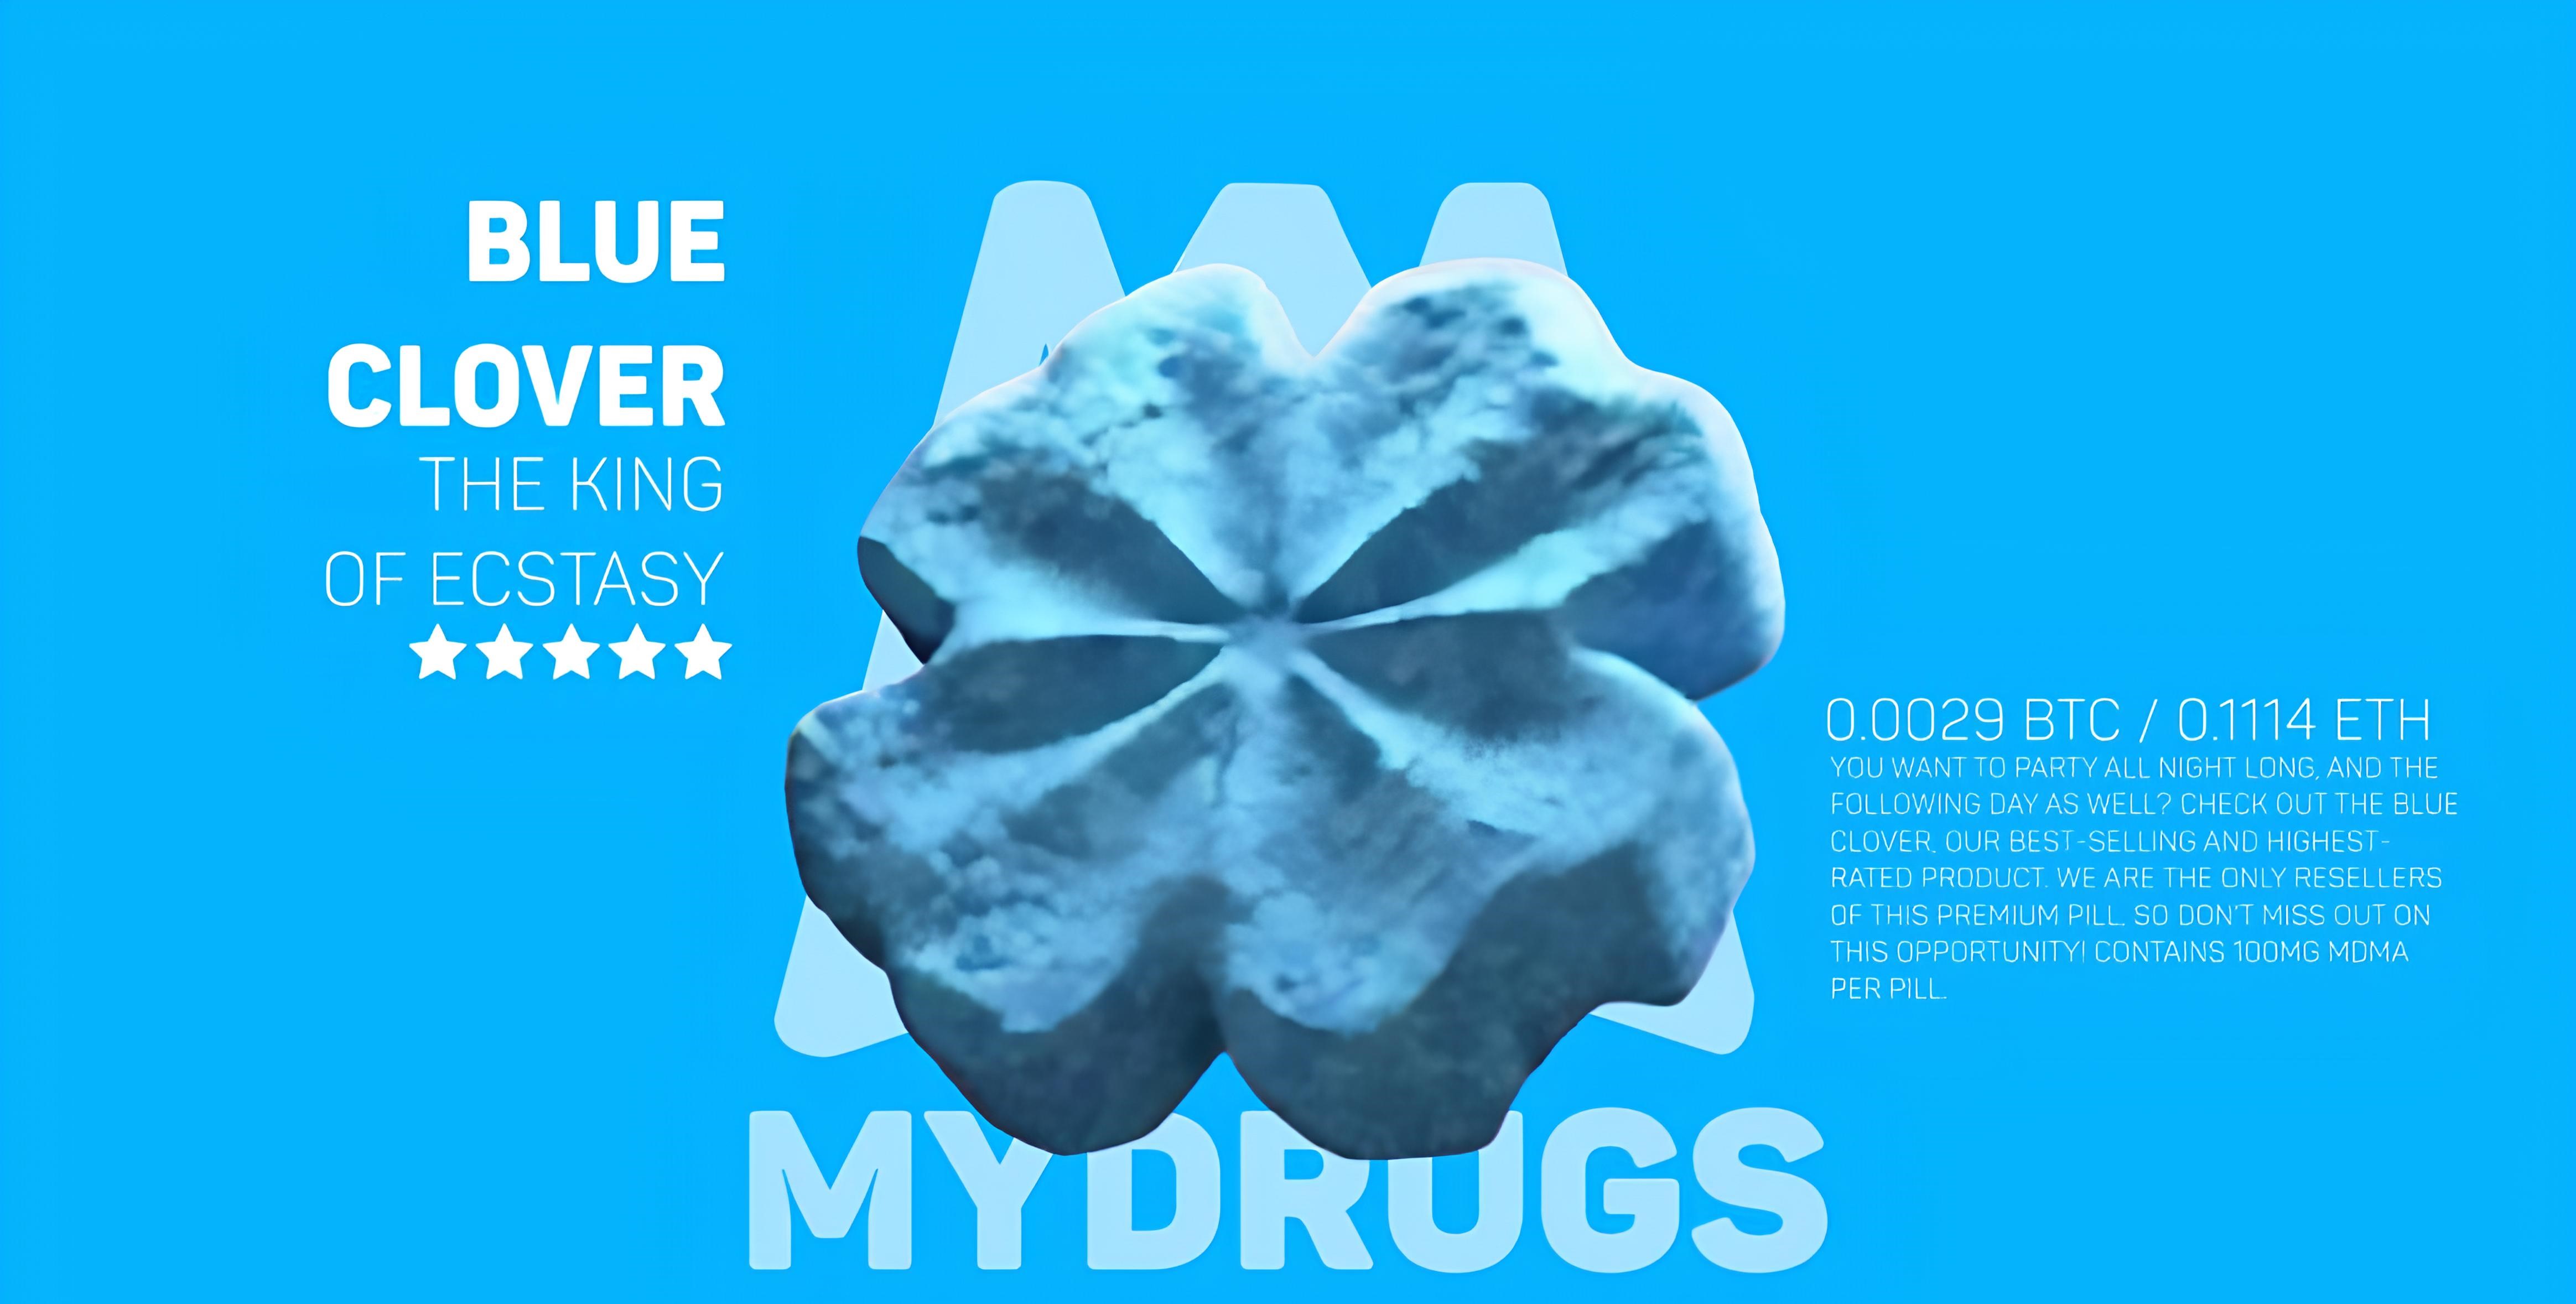 BLUE
CLOVER
THE KING
OF ECSTASY
0.0029 BTC / 0.1114 ETH
YOU WANT TO PARTY ALL NIGHT LONG, AND THE
FOLLOWING DAY AS WELL? CHECK OUT THE BLUE
CLOVER, OUR BEST-SELLING AND HIGHEST-
RATED PRODUCT. WE ARE THE ONLY RESELLERS
OF THIS PREMIUM PILL, SO DON'T MISS OUT ON
THIS OPPORTUNITY! CONTAINS 100MG MDMA
PER PILL.
MYDRUGS